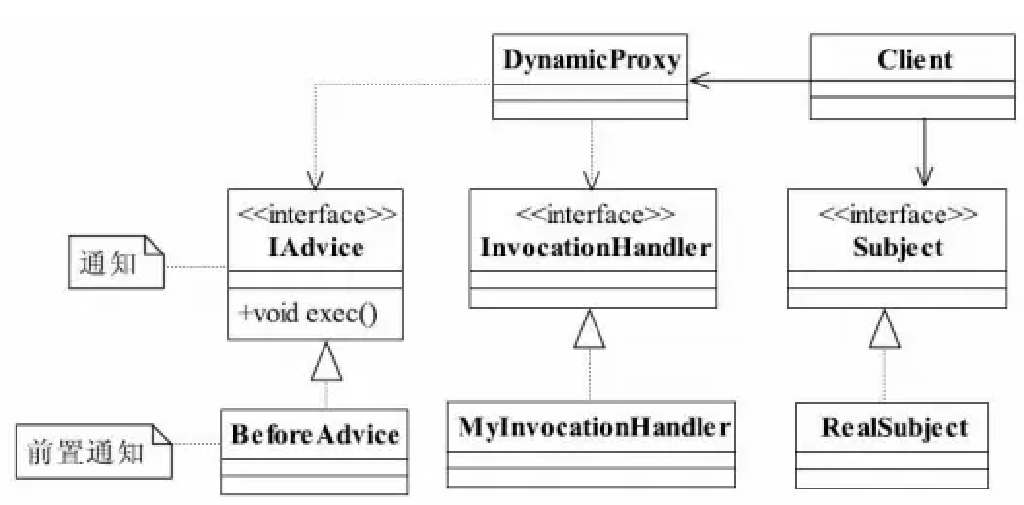 DynamicProxy
Client
<<interface>>
IAdvice
+void exec()
<<interface>>
InvocationHandler
<<interface>>
Subject
通知
BeforeAdvice
前置通知
MyInvocationHandler
RealSubject